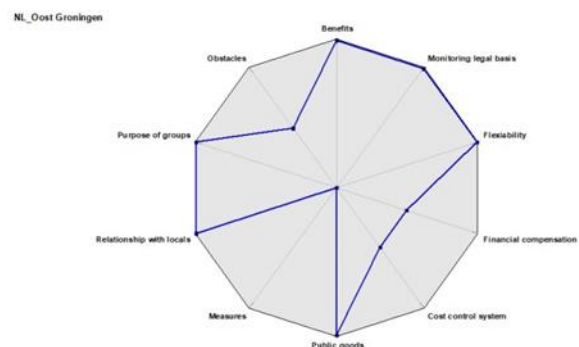 NL_Oost Groningen
Benefits
Obstacles
Monitoring legal basis
Purpose of groups
Flexiability
Relationship with locals
Financial compensation
Measures
Cost control system
Public goods